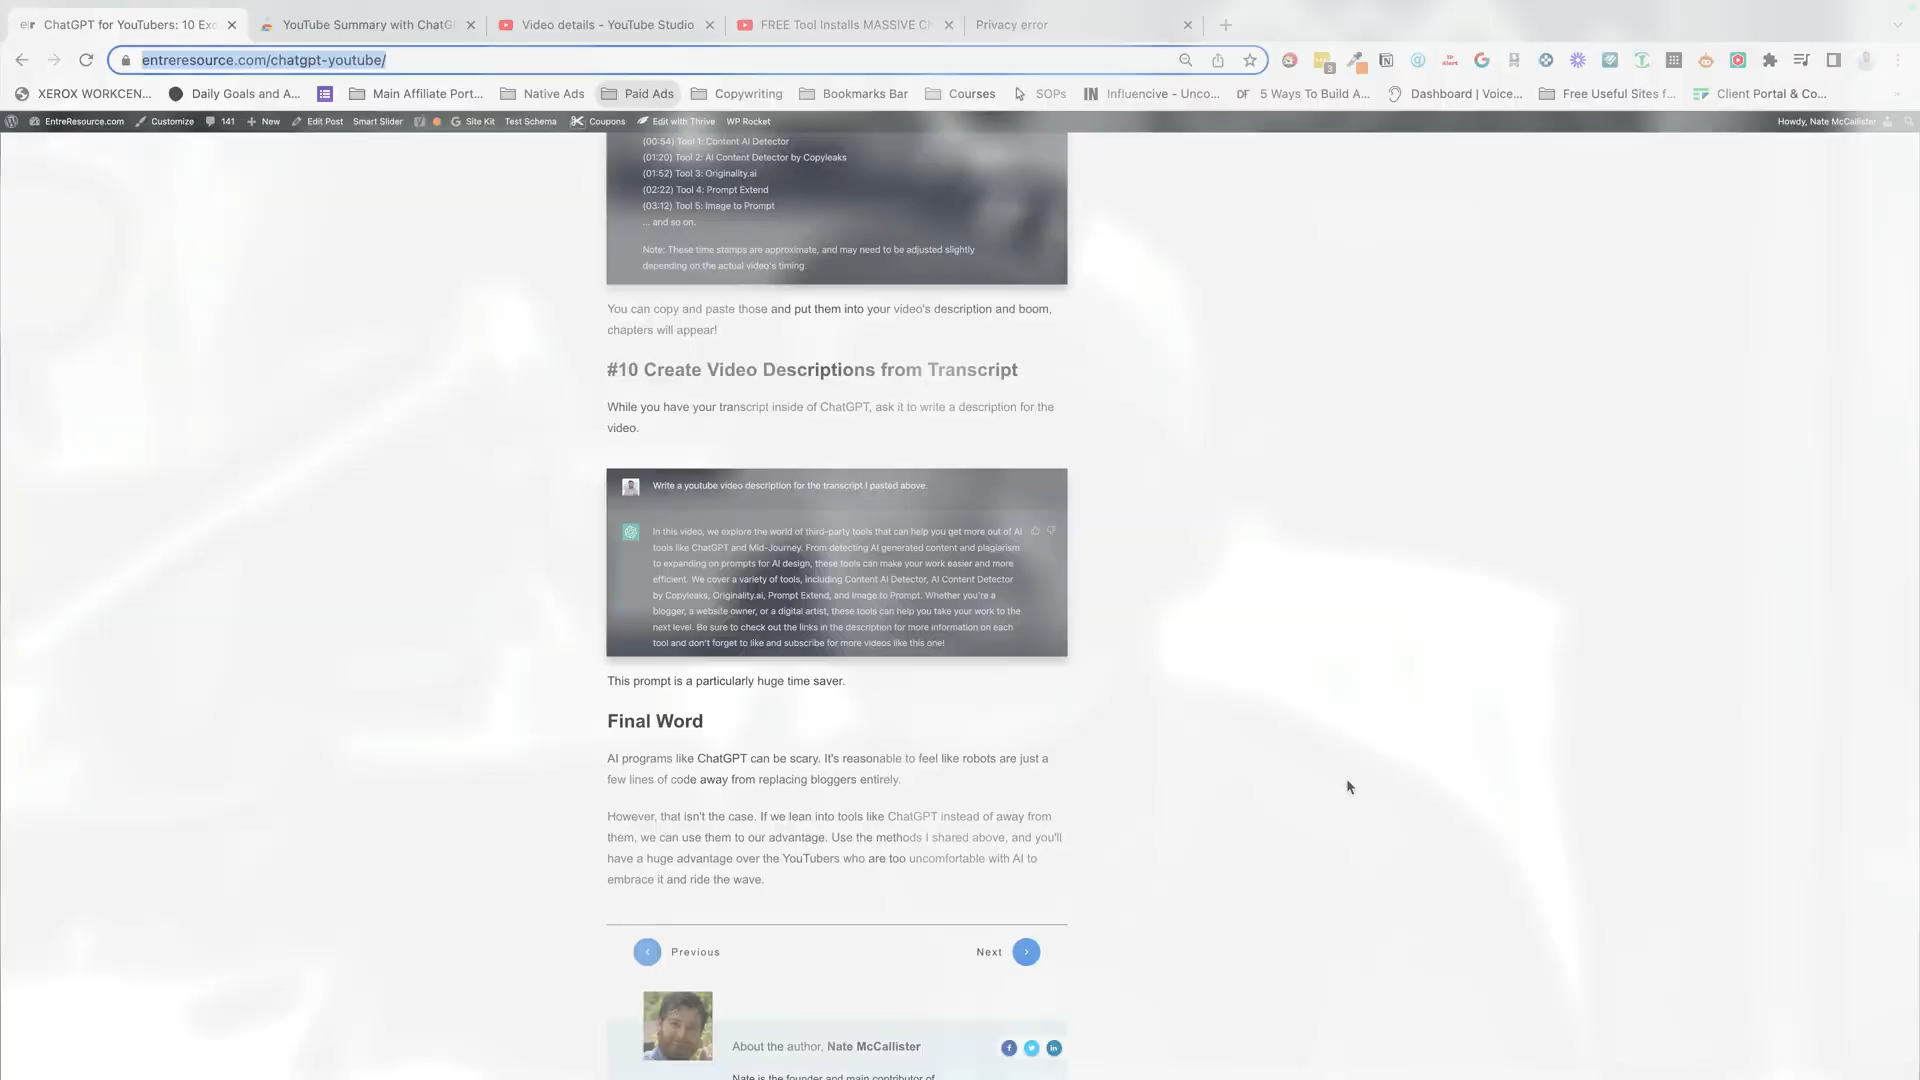 ChatGPT for YouTubers: 10 Exc
YouTube Summary with ChatG
Video details - YouTube Studio
FREE Tool Installs MASSIVE Ch
Privacy error
entreresource.com/chatgpt-youtube/
XEROX WORKCEN...
Daily Goals and A...
Main Affiliate Port...
Native Ads
Paid Ads
Copywriting
Bookmarks Bar
Courses
SOPs
Influencive - Unco...
5 Ways To Build A...
Dashboard | Voice...
Free Useful Sites f...
Client Portal & Co...
EntreResource.com
Customize
141
New
Edit Post
Smart Slider
Site Kit
Test Schema
Coupons
Edit with Thrive
WP Rocket
Howdy, Nate McCallister
(00:54) Tool 1: Content AI Detector
(01:20) Tool 2: AI Content Detector by Copyleaks
(01:52) Tool 3: Originality.ai
(02:22) Tool 4: Prompt Extend
(03:12) Tool 5: Image to Prompt
... and so on.
Note: These time stamps are approximate, and may need to be adjusted slightly
depending on the actual video's timing.
You can copy and paste those and put them into your video's description and boom,
chapters will appear!
#10 Create Video Descriptions from Transcript
While you have your transcript inside of ChatGPT, ask it to write a description for the
video.
Write a youtube video description for the transcript I pasted above.
In this video, we explore the world of third-party tools that can help you get more out of AI
tools like ChatGPT and Mid-Journey. From detecting AI generated content and plagiarism
to expanding on prompts for AI design, these tools can make your work easier and more
efficient. We cover a variety of tools, including Content AI Detector, AI Content Detector
by Copyleaks, Originality.ai, Prompt Extend, and Image to Prompt. Whether you're a
blogger, a website owner, or a digital artist, these tools can help you take your work to the
next level. Be sure to check out the links in the description for more information on each
tool and don't forget to like and subscribe for more videos like this one!
This prompt is a particularly huge time saver.
Final Word
AI programs like ChatGPT can be scary. It's reasonable to feel like robots are just a
few lines of code away from replacing bloggers entirely.
However, that isn't the case. If we lean into tools like ChatGPT instead of away from
them, we can use them to our advantage. Use the methods I shared above, and you'll
have a huge advantage over the YouTubers who are too uncomfortable with AI to
embrace it and ride the wave.
Previous
Next
About the author, Nate McCallister
Nate is the founder and main contributor of